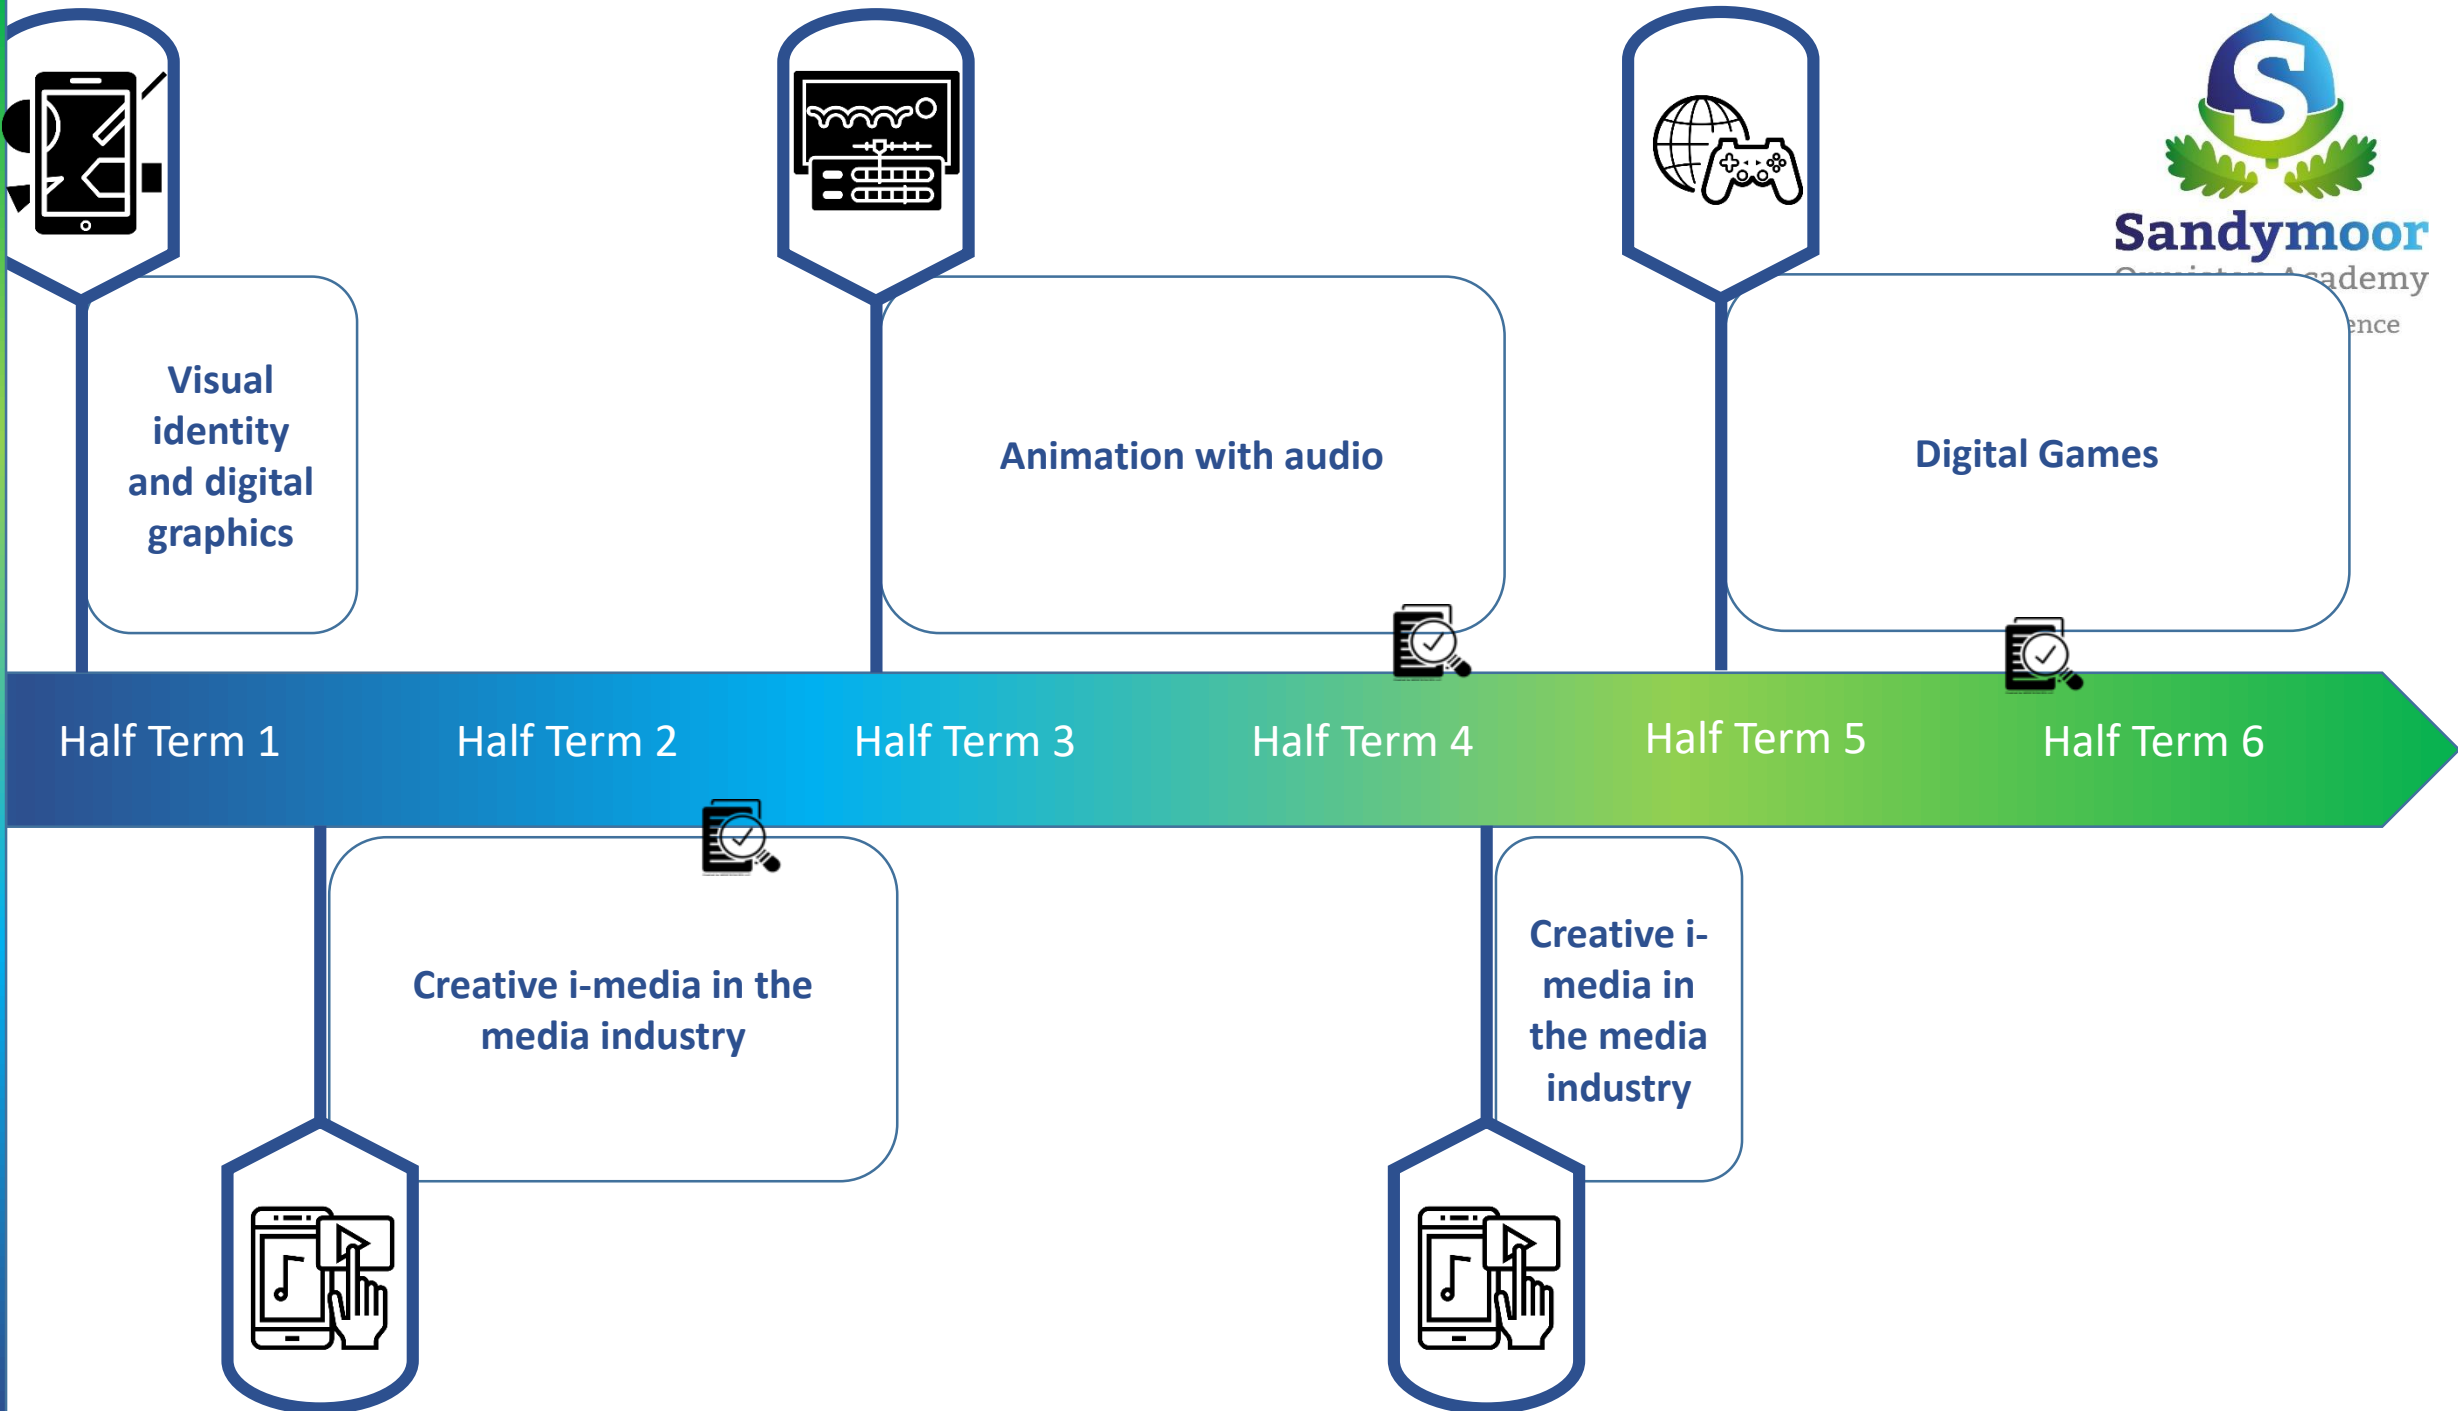 S
Sandymoor
Academy
Visual
identity
and digital
graphics
Animation with audio
Digital Games
Half Term 1
Half Term 2
Half Term 3
Half Term 4
Half Term 5
Half Term 6
Creative i-media in the
media industry
Creative i-
media in
the media
industry